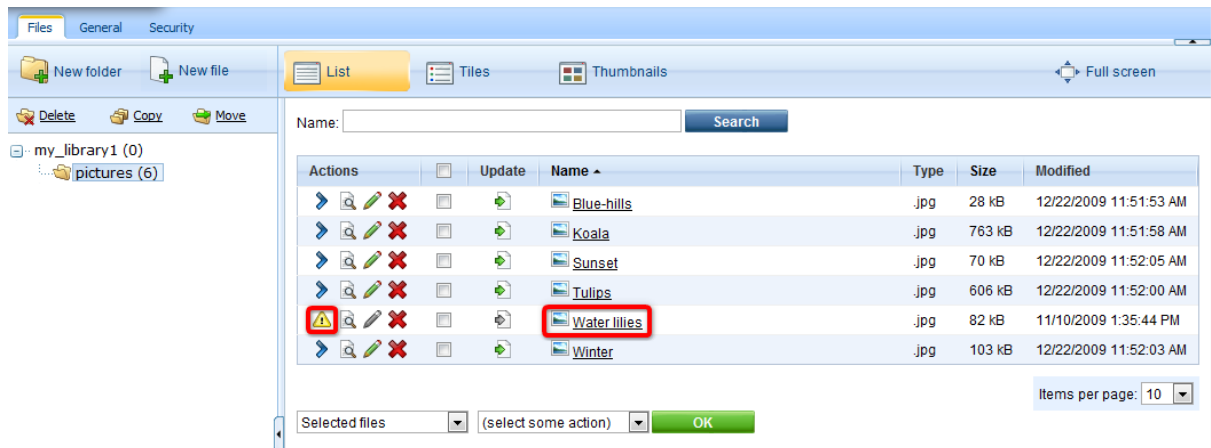 Files General Security
New folder New file List Tiles Thumbnails Full screen
Delete Copy Move
Name: Search
my_library1 (0)
pictures (6)
Actions Update Name Type Size Modified
Blue-hills .jpg 28 kB 12/22/2009 11:51:53 AM
Koala .jpg 763 kB 12/22/2009 11:51:58 AM
Sunset .jpg 70 kB 12/22/2009 11:52:05 AM
Tulips .jpg 606 kB 12/22/2009 11:52:00 AM
Water lilies .jpg 82 kB 11/10/2009 1:35:44 PM
Winter .jpg 103 kB 12/22/2009 11:52:03 AM
Items per page: 10
Selected files (select some action) OK